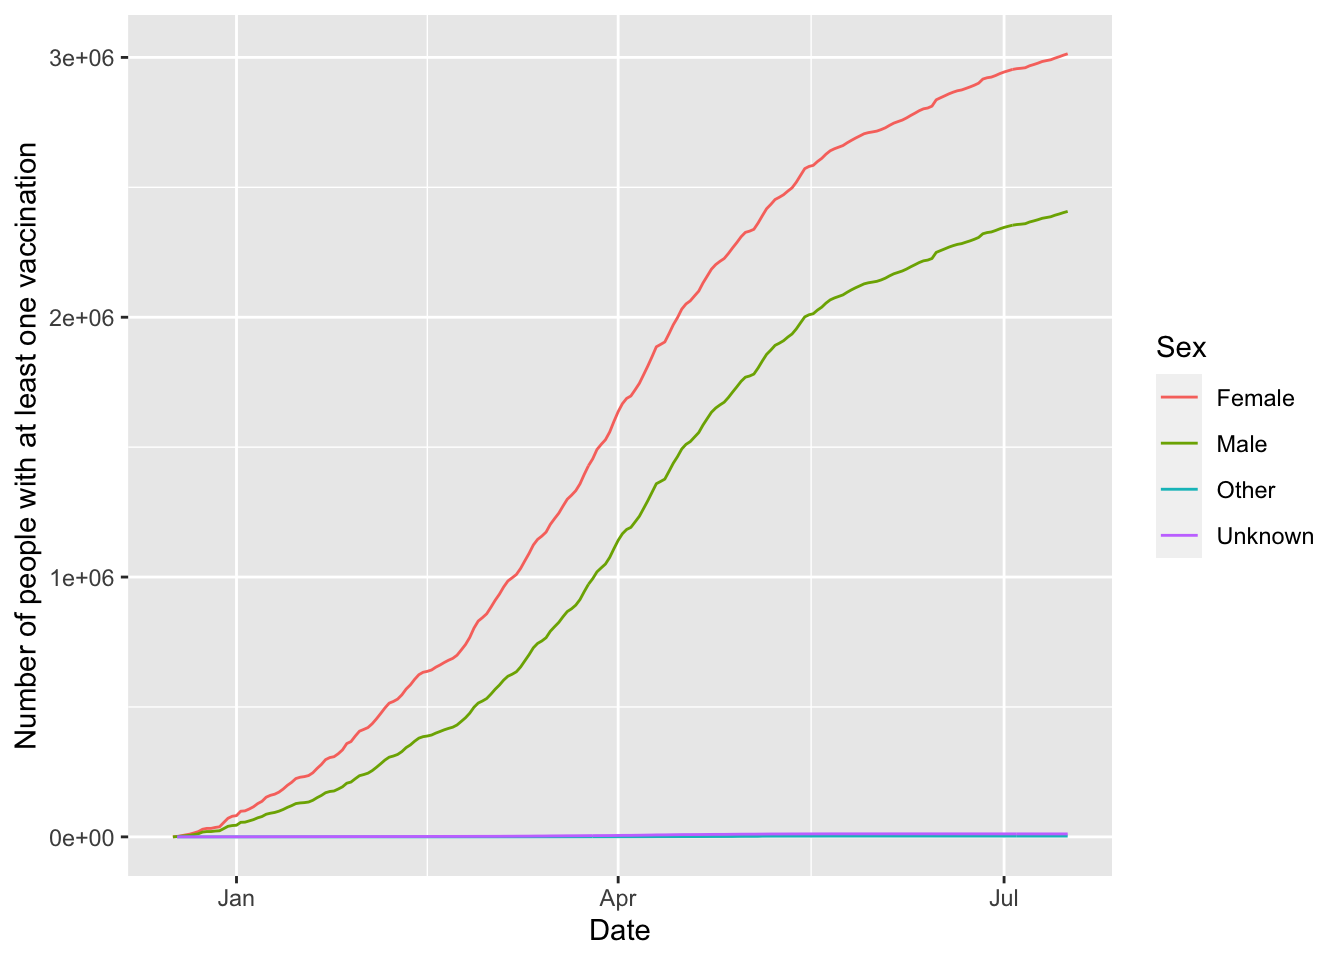 Number of people with at least one vaccination
3e+06
2e+06
1e+06
0e+00
Jan
Apr
Jul
Date
Sex
Female
Male
Other
Unknown